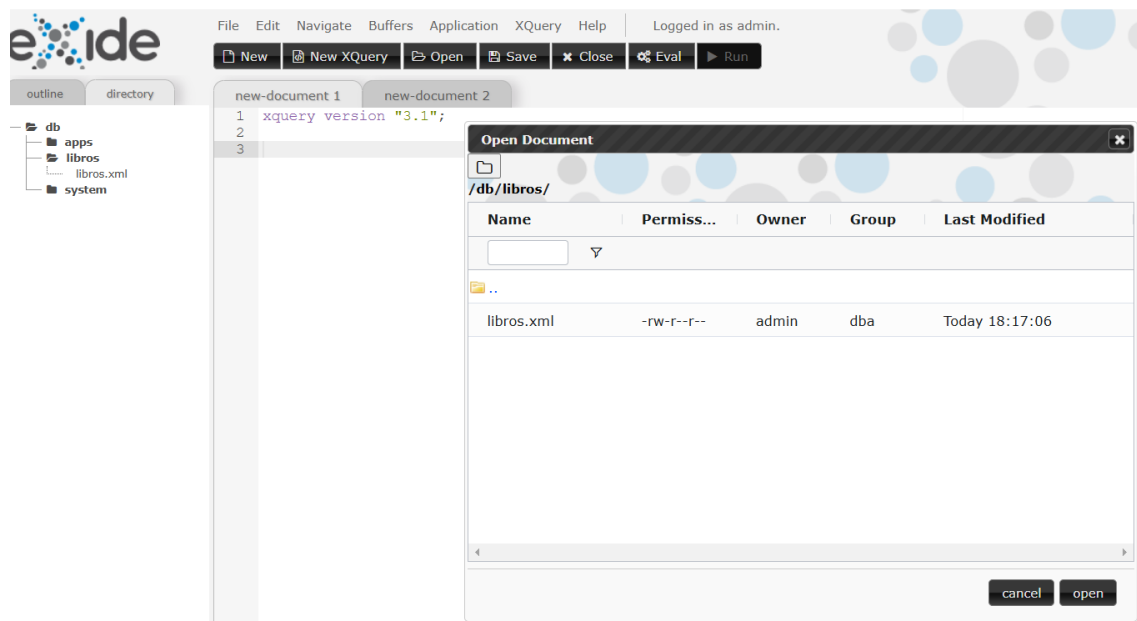 eXide
File Edit Navigate Buffers Application XQuery Help Logged in as admin.
New New XQuery Open Save Close Eval Run
outline directory
new-document 1 new-document 2
db
apps
libros
libros.xml
system
1 xquery version "3.1";
2
3
Open Document
/db/libros/
Name Permiss... Owner Group Last Modified
..
libros.xml -rw-r--r-- admin dba Today 18:17:06
cancel open